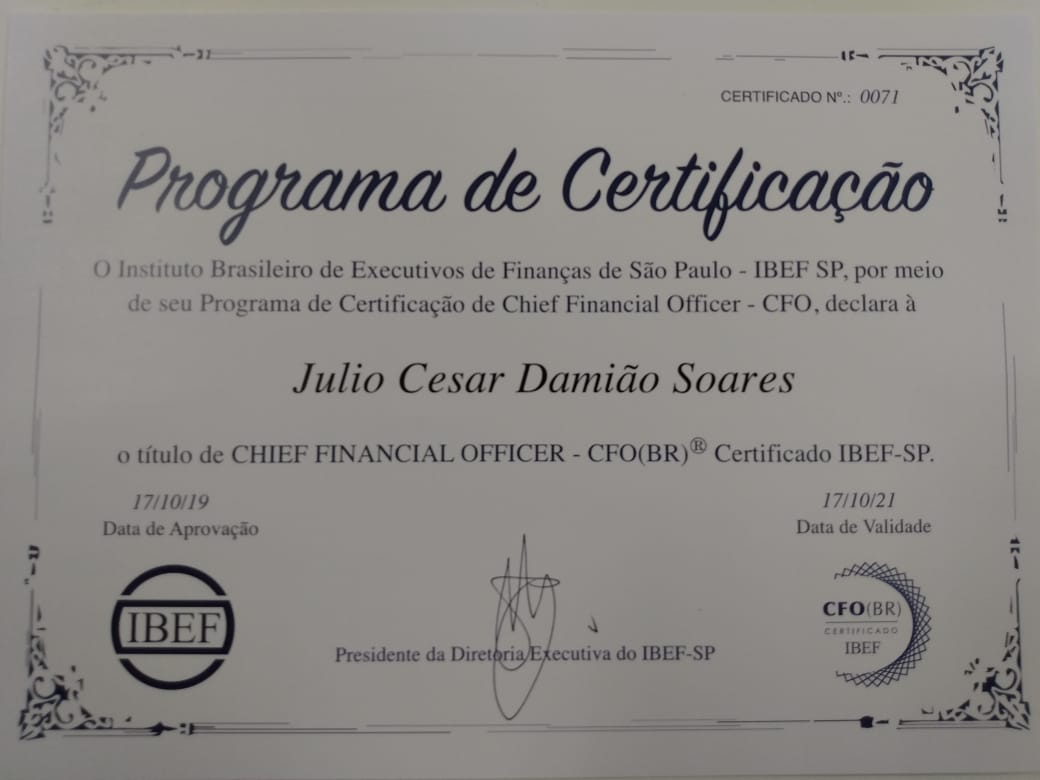 CERTIFICADO Nº.: 0071
Programa de Certificação
O Instituto Brasileiro de Executivos de Finanças de São Paulo - IBEF SP, por meio
de seu Programa de Certificação de Chief Financial Officer - CFO, declara à
Julio Cesar Damião Soares
o título de CHIEF FINANCIAL OFFICER - CFO(BR)® Certificado IBEF-SP.
17/10/19
Data de Aprovação
17/10/21
Data de Validade
IBEF
Presidente da Diretoria Executiva do IBEF-SP
CFO(BR)
CERTIFICADO
IBEF